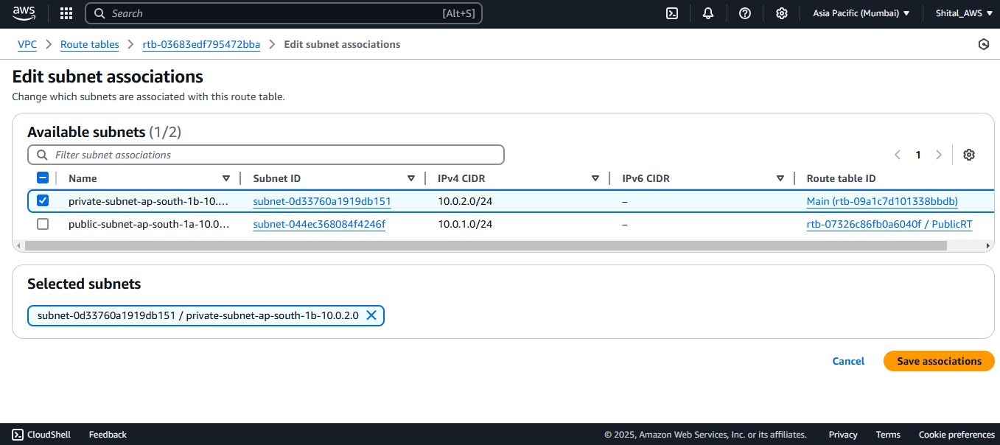 aws Search [Alt+S] Asia Pacific (Mumbai) Shital_AWS
VPC Route tables rtb-03683edf795472bba Edit subnet associations
Edit subnet associations
Change which subnets are associated with this route table.
Available subnets (1/2)
Filter subnet associations 1
Name Subnet ID IPv4 CIDR IPv6 CIDR Route table ID
private-subnet-ap-south-1b-10.... subnet-0d33760a1919db151 10.0.2.0/24 – Main (rtb-09a1c7d101338bbdb)
public-subnet-ap-south-1a-10.0... subnet-044ec368084f4246f 10.0.1.0/24 – rtb-07326c86fb0a6040f / PublicRT
Selected subnets
subnet-0d33760a1919db151 / private-subnet-ap-south-1b-10.0.2.0
Cancel Save associations
CloudShell Feedback © 2025, Amazon Web Services, Inc. or its affiliates. Privacy Terms Cookie preferences